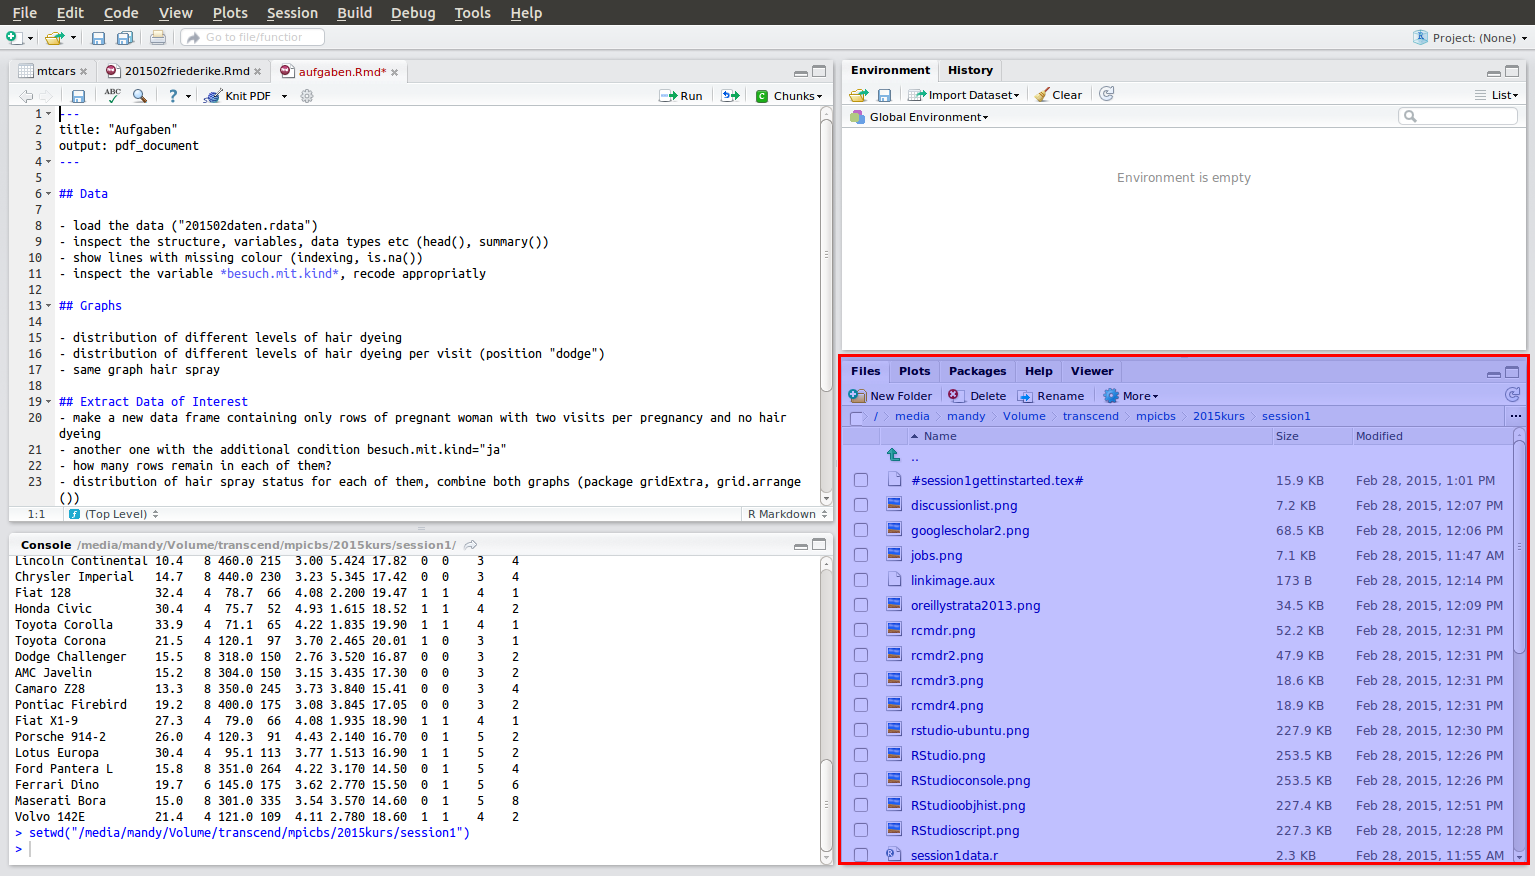 File Edit Code View Plots Session Build Debug Tools Help
Go to file/function
Project: (None)
mtcars 201502friederike.Rmd aufgaben.Rmd*
ABC Knit PDF Run Chunks
1 ---
2 title: "Aufgaben"
3 output: pdf_document
4 ---
5
6 ## Data
7
8 - load the data ("201502daten.rdata")
9 - inspect the structure, variables, data types etc (head(), summary())
10 - show lines with missing colour (indexing, is.na())
11 - inspect the variable *besuch.mit.kind*, recode appropriatly
12
13 ## Graphs
14
15 - distribution of different levels of hair dyeing
16 - distribution of different levels of hair dyeing per visit (position "dodge")
17 - same graph hair spray
18
19 ## Extract Data of Interest
20 - make a new data frame containing only rows of pregnant woman with two visits per pregnancy and no hair
dyeing
21 - another one with the additional condition besuch.mit.kind="ja"
22 - how many rows remain in each of them?
23 - distribution of hair spray status for each of them, combine both graphs (package gridExtra, grid.arrange
())
1:1 (Top Level) R Markdown
Console /media/mandy/Volume/transcend/mpicbs/2015kurs/session1/
Lincoln Continental 10.4 8 460.0 215 3.00 5.424 17.82 0 0 3 4
Chrysler Imperial 14.7 8 440.0 230 3.23 5.345 17.42 0 0 3 4
Fiat 128 32.4 4 78.7 66 4.08 2.200 19.47 1 1 4 1
Honda Civic 30.4 4 75.7 52 4.93 1.615 18.52 1 1 4 2
Toyota Corolla 33.9 4 71.1 65 4.22 1.835 19.90 1 1 4 1
Toyota Corona 21.5 4 120.1 97 3.70 2.465 20.01 1 0 3 1
Dodge Challenger 15.5 8 318.0 150 2.76 3.520 16.87 0 0 3 2
AMC Javelin 15.2 8 304.0 150 3.15 3.435 17.30 0 0 3 2
Camaro Z28 13.3 8 350.0 245 3.73 3.840 15.41 0 0 3 4
Pontiac Firebird 19.2 8 400.0 175 3.08 3.845 17.05 0 0 3 2
Fiat X1-9 27.3 4 79.0 66 4.08 1.935 18.90 1 1 4 1
Porsche 914-2 26.0 4 120.3 91 4.43 2.140 16.70 0 1 5 2
Lotus Europa 30.4 4 95.1 113 3.77 1.513 16.90 1 1 5 2
Ford Pantera L 15.8 8 351.0 264 4.22 3.170 14.50 0 1 5 4
Ferrari Dino 19.7 6 145.0 175 3.62 2.770 15.50 0 1 5 6
Maserati Bora 15.0 8 301.0 335 3.54 3.570 14.60 0 1 5 8
Volvo 142E 21.4 4 121.0 109 4.11 2.780 18.60 1 1 4 2
> setwd("/media/mandy/Volume/transcend/mpicbs/2015kurs/session1")
>
Environment History
Import Dataset Clear List
Global Environment
Environment is empty
Files Plots Packages Help Viewer
New Folder Delete Rename More
/ media mandy Volume transcend mpicbs 2015kurs session1 ...
Name Size Modified
..
#session1gettinstarted.tex# 15.9 KB Feb 28, 2015, 1:01 PM
discussionlist.png 7.2 KB Feb 28, 2015, 12:07 PM
googlescholar2.png 68.5 KB Feb 28, 2015, 12:06 PM
jobs.png 7.1 KB Feb 28, 2015, 11:47 AM
linkimage.aux 173 B Feb 28, 2015, 12:14 PM
oreillystrata2013.png 34.5 KB Feb 28, 2015, 12:09 PM
rcmdr.png 52.2 KB Feb 28, 2015, 12:31 PM
rcmdr2.png 47.9 KB Feb 28, 2015, 12:31 PM
rcmdr3.png 18.6 KB Feb 28, 2015, 12:31 PM
rcmdr4.png 18.9 KB Feb 28, 2015, 12:31 PM
rstudio-ubuntu.png 227.9 KB Feb 28, 2015, 12:30 PM
RStudio.png 253.5 KB Feb 28, 2015, 12:26 PM
RStudioconsole.png 253.5 KB Feb 28, 2015, 12:26 PM
RStudioobjhist.png 227.4 KB Feb 28, 2015, 12:51 PM
RStudioscript.png 227.3 KB Feb 28, 2015, 12:28 PM
session1data.r 2.3 KB Feb 28, 2015, 11:55 AM